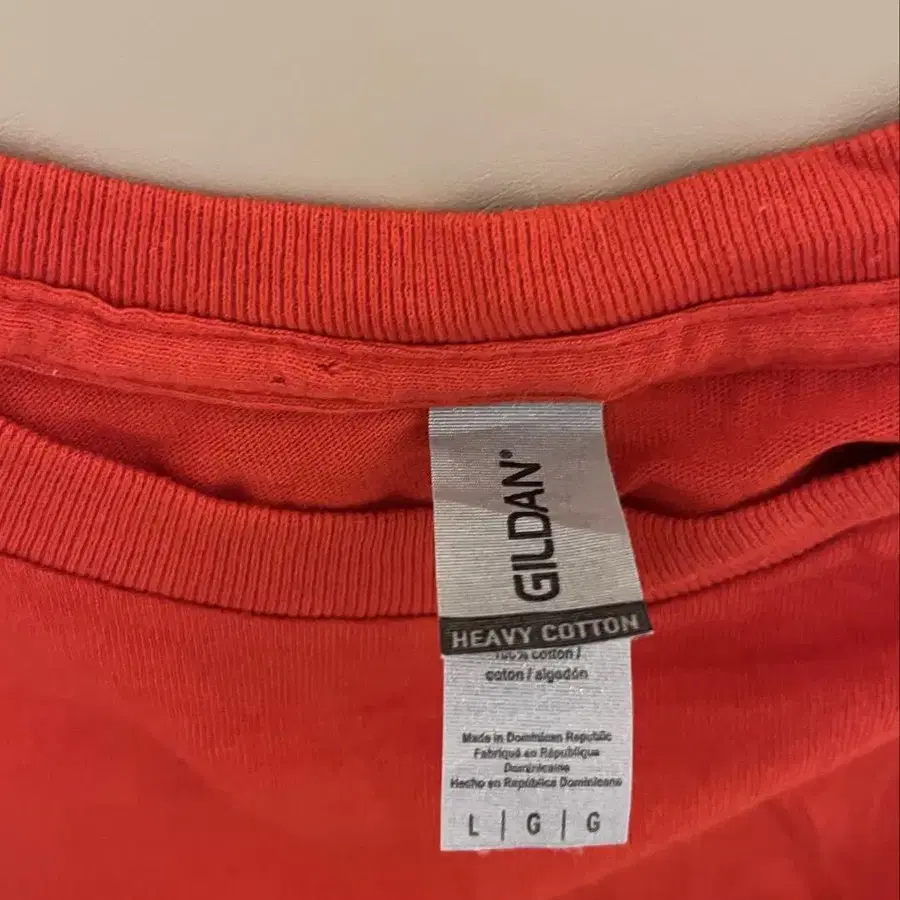 GILDAN®
HEAVY COTTON
100% cotton /
coton / algodón
Made in Dominican Republic
Fabriqué en République
Dominicaine
Hecho en República Dominicana
L | G | G